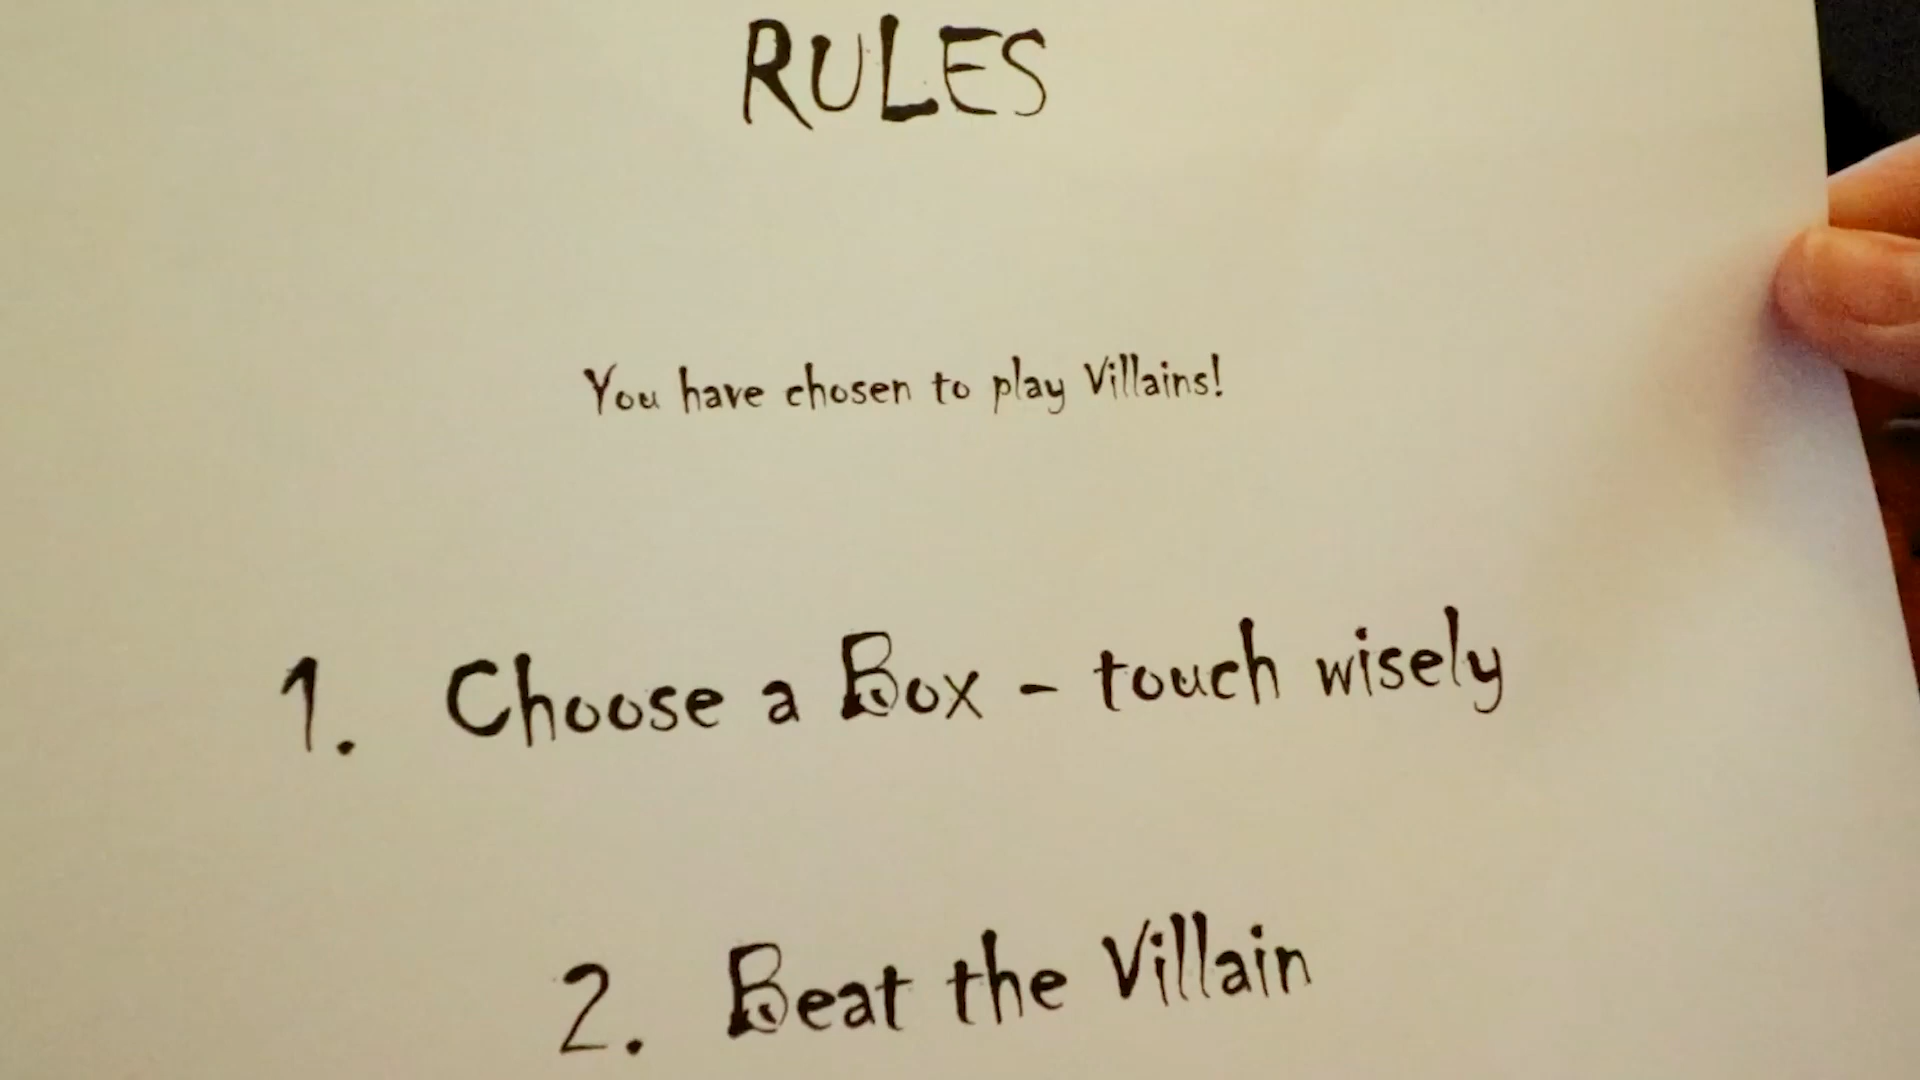 RULES
You have chosen to play Villains!
1. Choose a Box - touch wisely
2. Beat the Villain